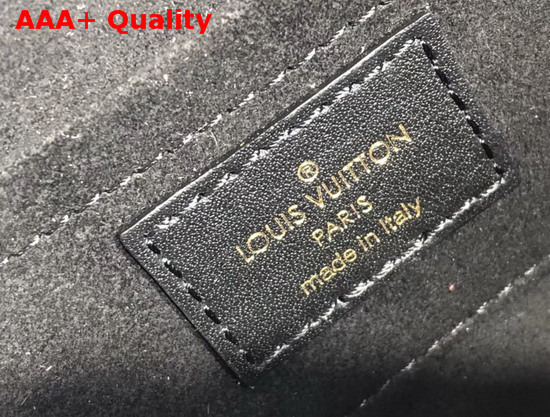 AAA+ Quality
®
LOUIS VUITTON
PARIS
made in Italy